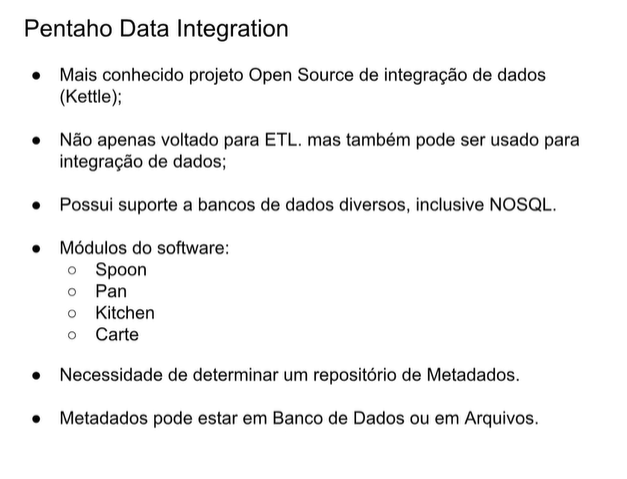 Pentaho Data Integration
● Mais conhecido projeto Open Source de integração de dados
(Kettle);
● Não apenas voltado para ETL. mas também pode ser usado para
integração de dados;
● Possui suporte a bancos de dados diversos, inclusive NOSQL.
● Módulos do software:
○ Spoon
○ Pan
○ Kitchen
○ Carte
● Necessidade de determinar um repositório de Metadados.
● Metadados pode estar em Banco de Dados ou em Arquivos.